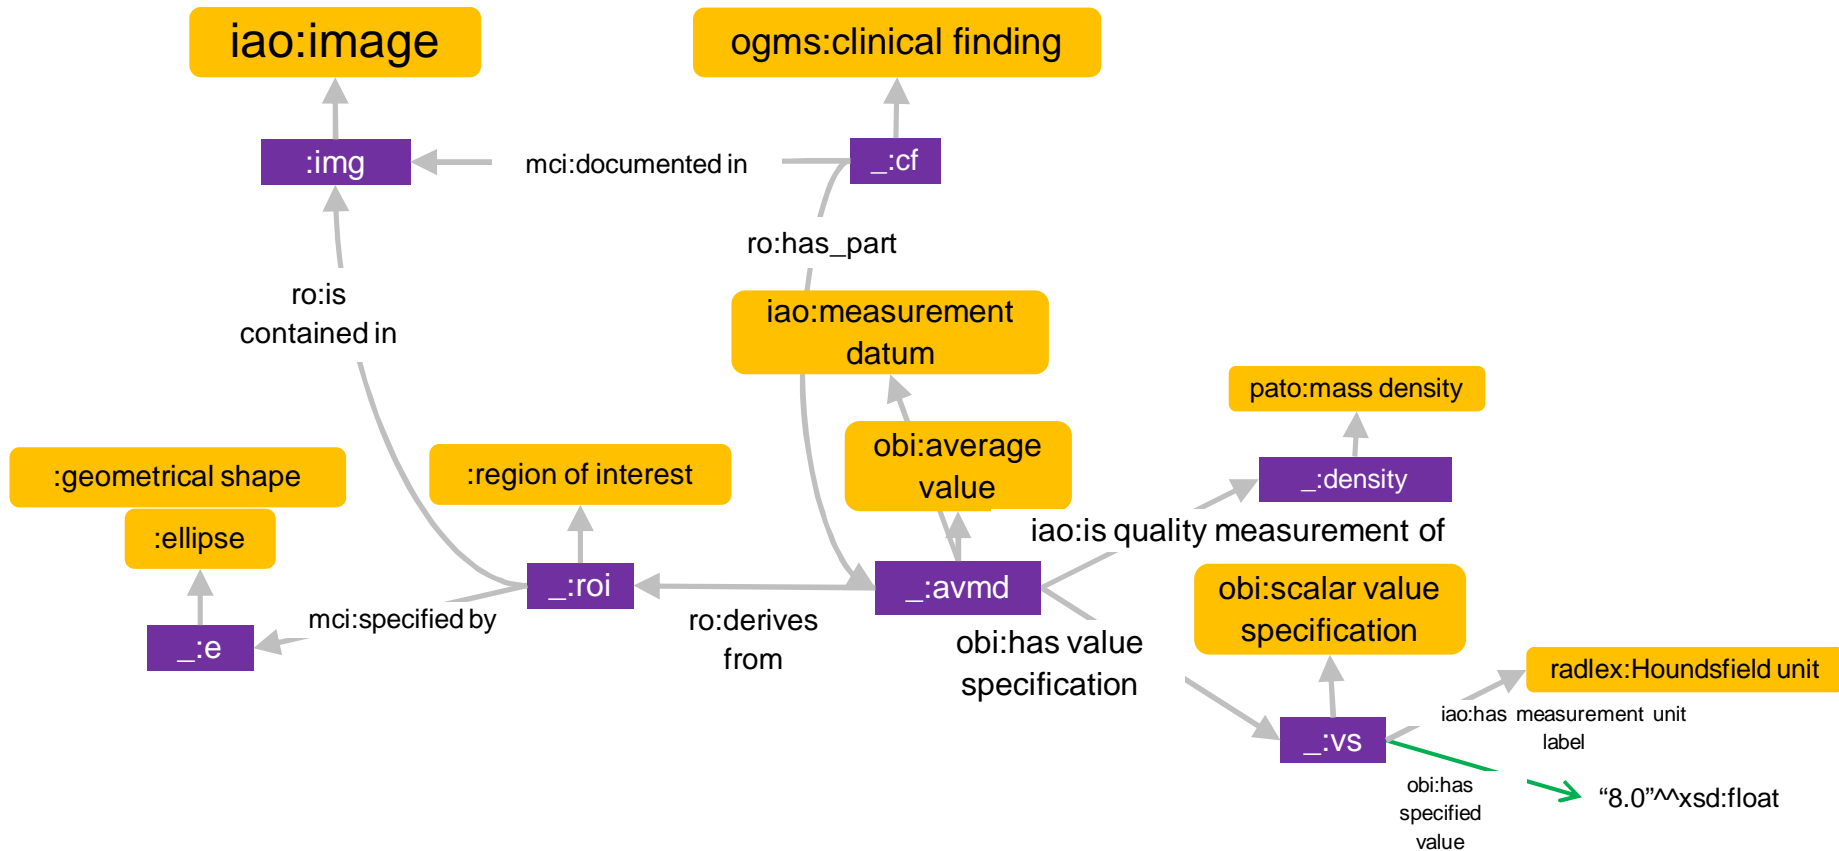 iao:image
ogms:clinical finding
:img
mci:documented in
_:cf
ro:has_part
ro:is
contained in
iao:measurement
datum
pato:mass density
obi:average
value
:geometrical shape
:region of interest
_:density
:ellipse
iao:is quality measurement of
_:roi
_:avmd
obi:scalar value
specification
mci:specified by
ro:derives
from
_:e
obi:has value
specification
radlex:Houndsfield unit
iao:has measurement unit
label
_:vs
obi:has
specified
value
“8.0”^^xsd:float